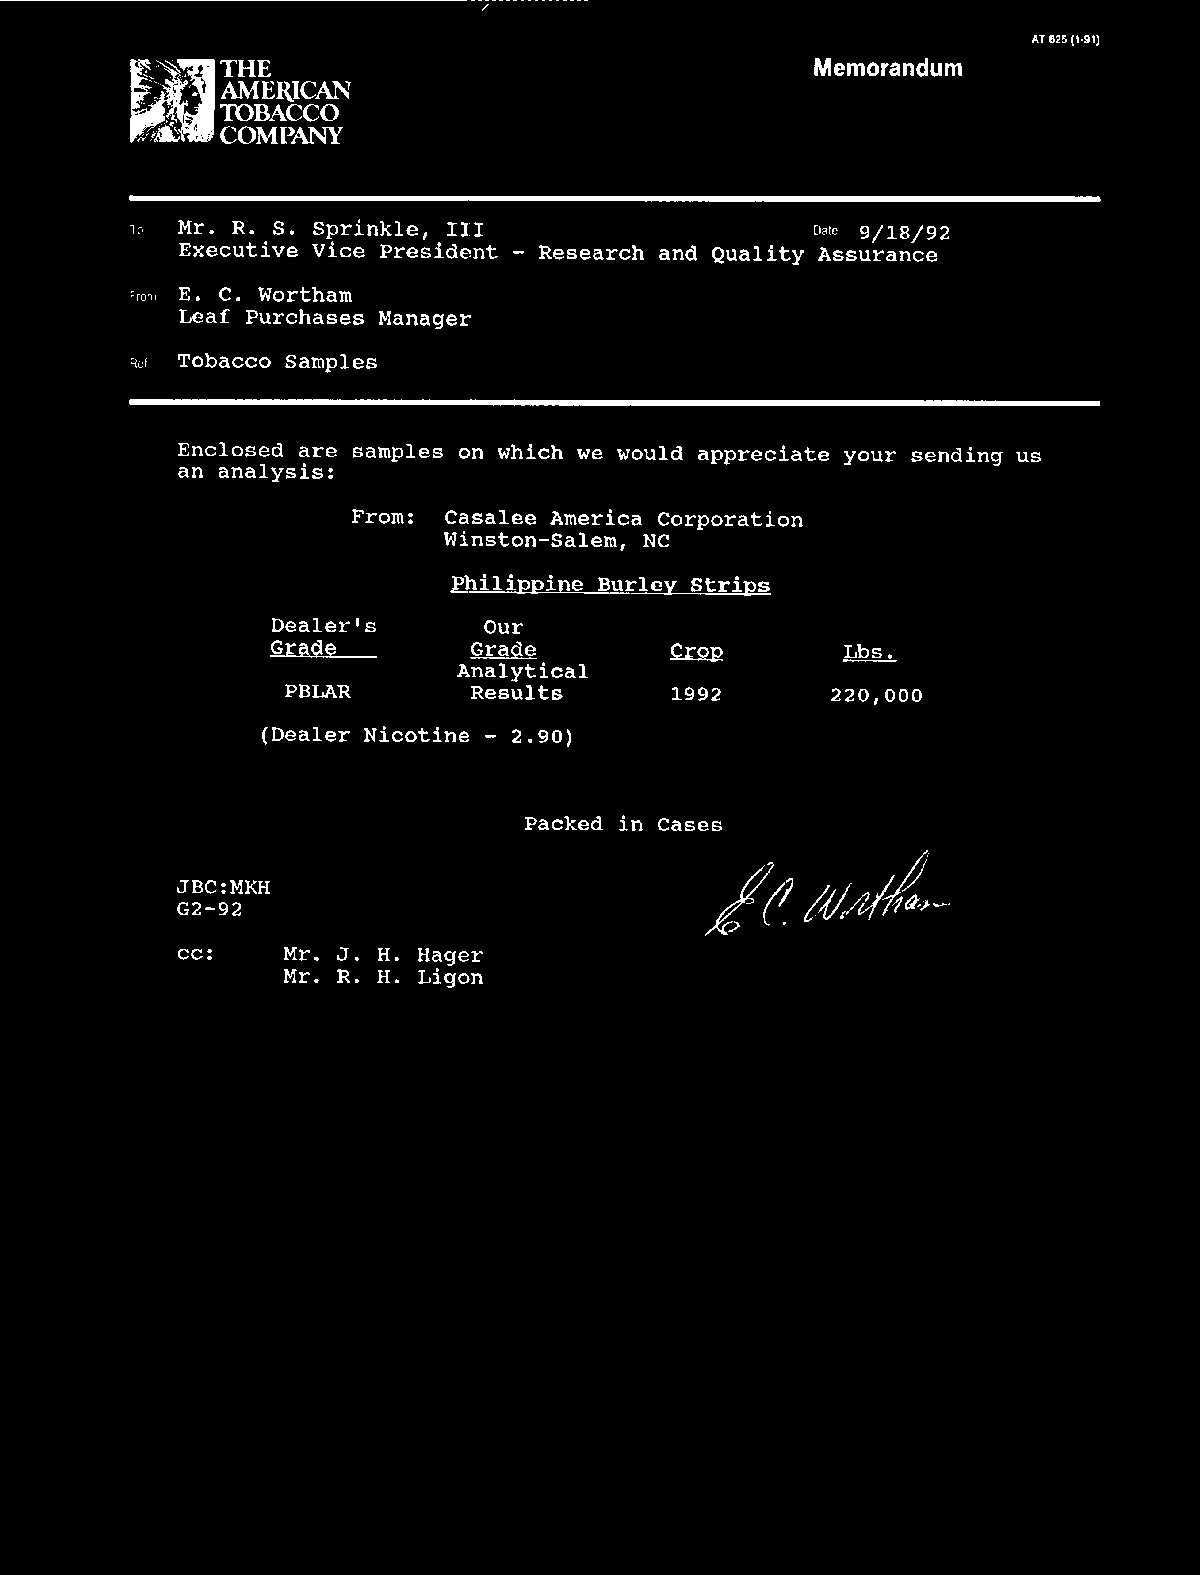 AT 625 (1-91)
THE
AMERICAN
TOBACCO
COMPANY
Memorandum
To Mr. R. S. Sprinkle, III Date 9/18/92
Executive Vice President - Research and Quality Assurance
From E. C. Wortham
Leaf Purchases Manager
Ref Tobacco Samples
Enclosed are samples on which we would appreciate your sending us
an analysis:
From: Casalee America Corporation
Winston-Salem, NC
Philippine Burley Strips
Dealer's Our
Grade Grade Crop Lbs.
Analytical
PBLAR Results 1992 220,000
(Dealer Nicotine - 2.90)
Packed in Cases
JBC:MKH
G2-92
E C. Wortham
cc: Mr. J. H. Hager
Mr. R. H. Ligon